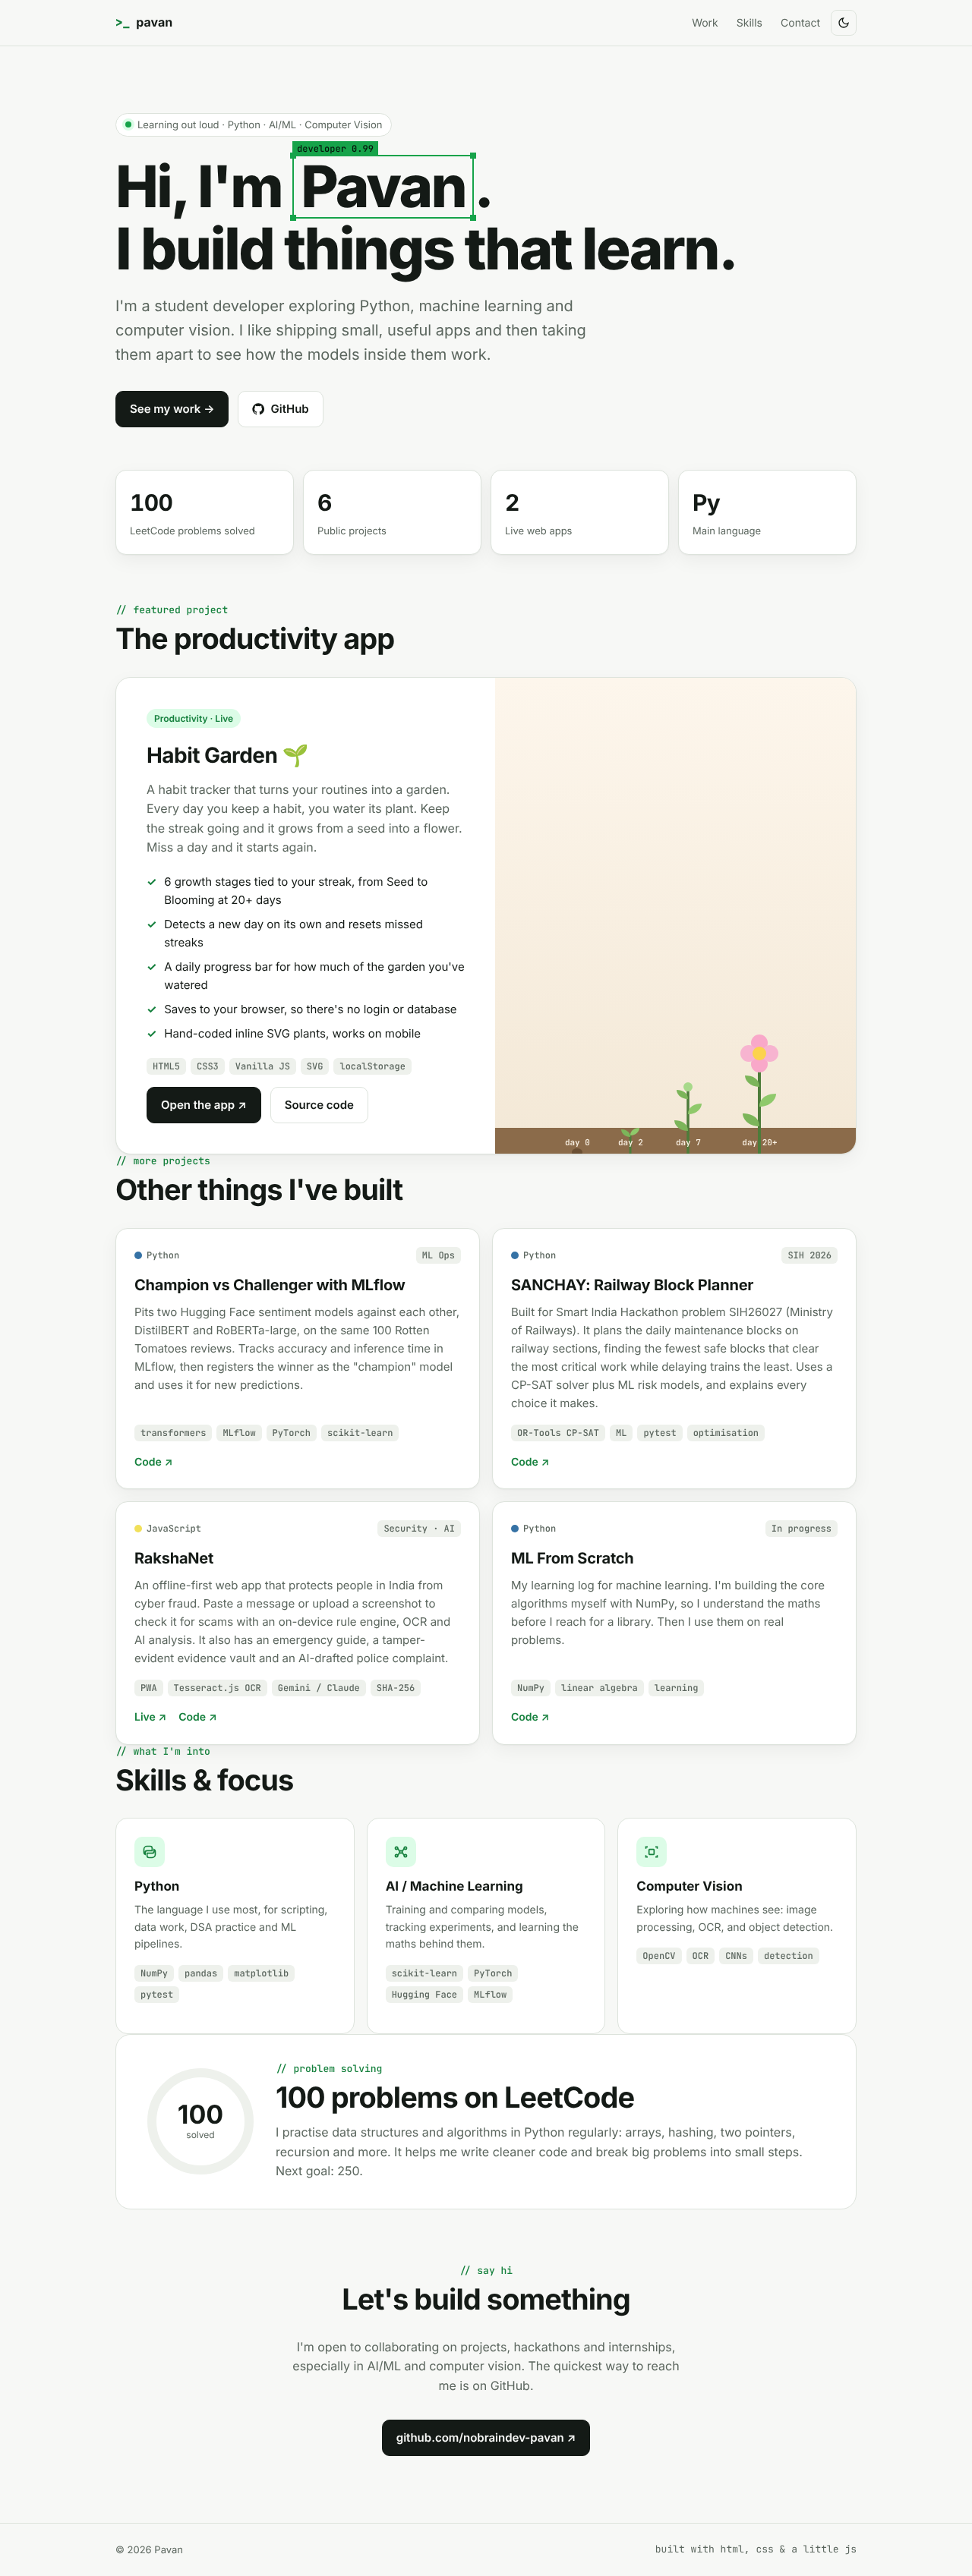 >_ pavan
Work Skills Contact
Learning out loud · Python · AI/ML · Computer Vision
developer 0.99
Hi, I'm Pavan.
I build things that learn.
I'm a student developer exploring Python, machine learning and
computer vision. I like shipping small, useful apps and then taking
them apart to see how the models inside them work.
See my work →
GitHub
100
LeetCode problems solved
6
Public projects
2
Live web apps
Py
Main language
// featured project
The productivity app
Productivity · Live
Habit Garden 🌱
A habit tracker that turns your routines into a garden.
Every day you keep a habit, you water its plant. Keep
the streak going and it grows from a seed into a flower.
Miss a day and it starts again.
✓ 6 growth stages tied to your streak, from Seed to
Blooming at 20+ days
✓ Detects a new day on its own and resets missed
streaks
✓ A daily progress bar for how much of the garden you've
watered
✓ Saves to your browser, so there's no login or database
✓ Hand-coded inline SVG plants, works on mobile
HTML5 CSS3 Vanilla JS SVG localStorage
Open the app ↗
Source code
day 0 day 2 day 7 day 20+
// more projects
Other things I've built
Python
ML Ops
Champion vs Challenger with MLflow
Pits two Hugging Face sentiment models against each other,
DistilBERT and RoBERTa-large, on the same 100 Rotten
Tomatoes reviews. Tracks accuracy and inference time in
MLflow, then registers the winner as the "champion" model
and uses it for new predictions.
transformers MLflow PyTorch scikit-learn
Code ↗
Python
SIH 2026
SANCHAY: Railway Block Planner
Built for Smart India Hackathon problem SIH26027 (Ministry
of Railways). It plans the daily maintenance blocks on
railway sections, finding the fewest safe blocks that clear
the most critical work while delaying trains the least. Uses a
CP-SAT solver plus ML risk models, and explains every
choice it makes.
OR-Tools CP-SAT ML pytest optimisation
Code ↗
JavaScript
Security · AI
RakshaNet
An offline-first web app that protects people in India from
cyber fraud. Paste a message or upload a screenshot to
check it for scams with an on-device rule engine, OCR and
AI analysis. It also has an emergency guide, a tamper-
evident evidence vault and an AI-drafted police complaint.
PWA Tesseract.js OCR Gemini / Claude SHA-256
Live ↗ Code ↗
Python
In progress
ML From Scratch
My learning log for machine learning. I'm building the core
algorithms myself with NumPy, so I understand the maths
before I reach for a library. Then I use them on real
problems.
NumPy linear algebra learning
Code ↗
// what I'm into
Skills & focus
Python
The language I use most, for scripting,
data work, DSA practice and ML
pipelines.
NumPy pandas matplotlib
pytest
AI / Machine Learning
Training and comparing models,
tracking experiments, and learning the
maths behind them.
scikit-learn PyTorch
Hugging Face MLflow
Computer Vision
Exploring how machines see: image
processing, OCR, and object detection.
OpenCV OCR CNNs detection
100
solved
// problem solving
100 problems on LeetCode
I practise data structures and algorithms in Python regularly: arrays, hashing, two pointers,
recursion and more. It helps me write cleaner code and break big problems into small steps.
Next goal: 250.
// say hi
Let's build something
I'm open to collaborating on projects, hackathons and internships,
especially in AI/ML and computer vision. The quickest way to reach
me is on GitHub.
github.com/nobraindev-pavan ↗
© 2026 Pavan
built with html, css & a little js